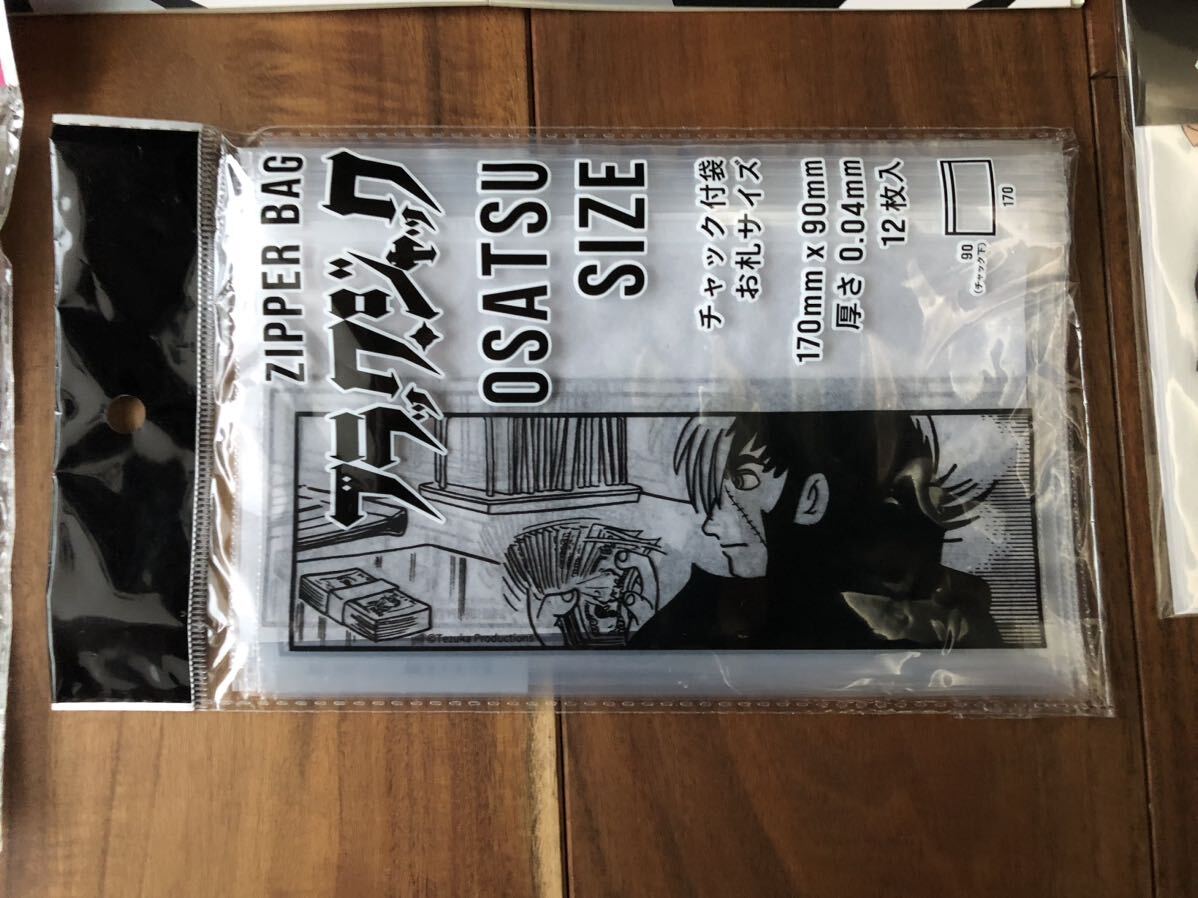 ZIPPER BAG
ブラック・ジャック
OSATSU
SIZE
チャック付袋
お札サイズ
170mm x 90mm
厚さ 0.04mm
12枚入
170
90
(チャック下)
©Tezuka Productions